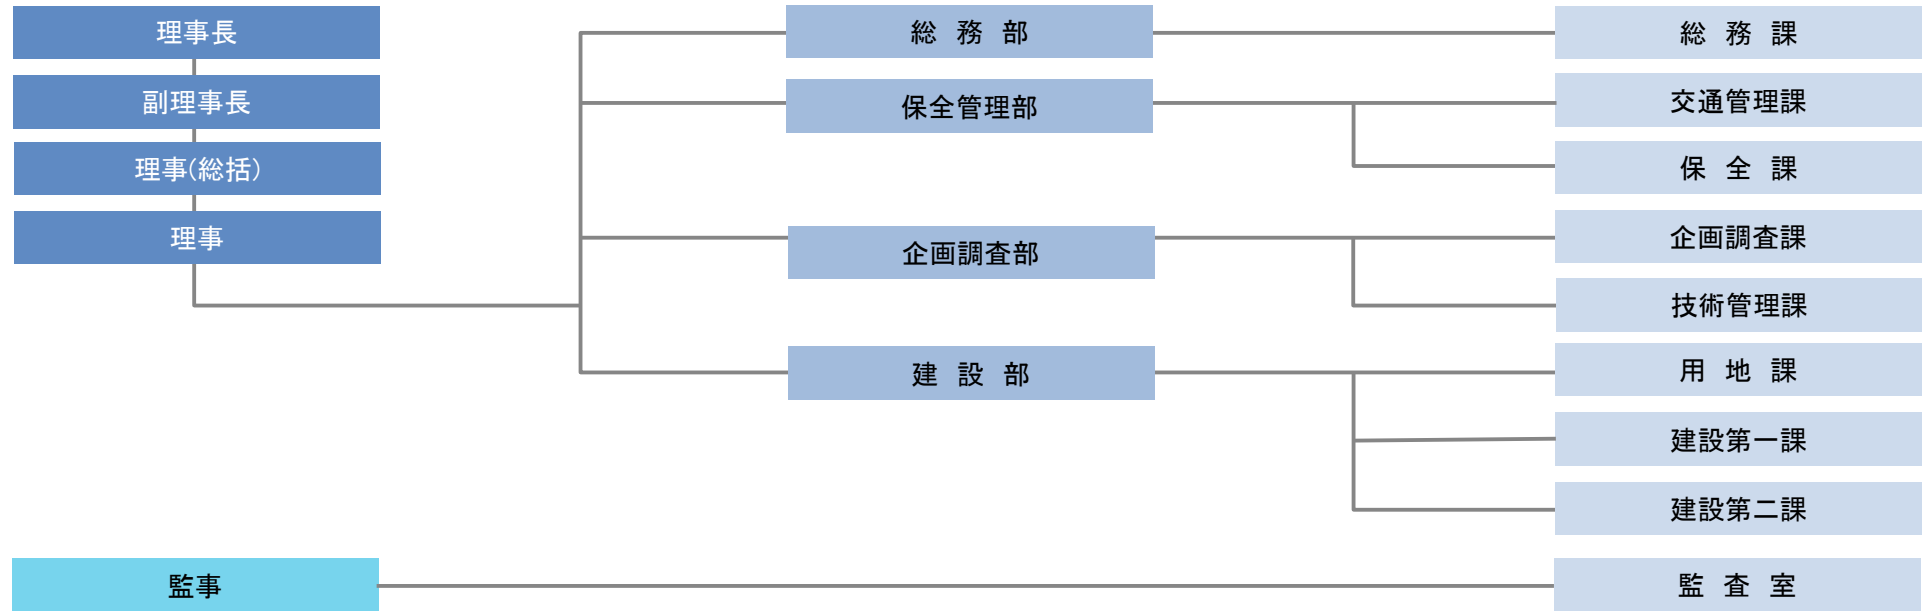 理事長
副理事長
理事(総括)
理事
総 務 部
保全管理部
企画調査部
建 設 部
総 務 課
交通管理課
保 全 課
企画調査課
技術管理課
用 地 課
建設第一課
建設第二課
監事
監 査 室